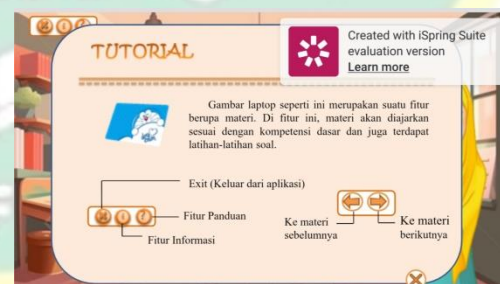 TUTORIAL
Created with iSpring Suite
evaluation version
Learn more
Gambar laptop seperti ini merupakan suatu fitur
berupa materi. Di fitur ini, materi akan diajarkan
sesuai dengan kompetensi dasar dan juga terdapat
latihan-latihan soal.
Exit (Keluar dari aplikasi)
Fitur Panduan
Fitur Informasi
Ke materi
sebelumnya
Ke materi
berikutnya